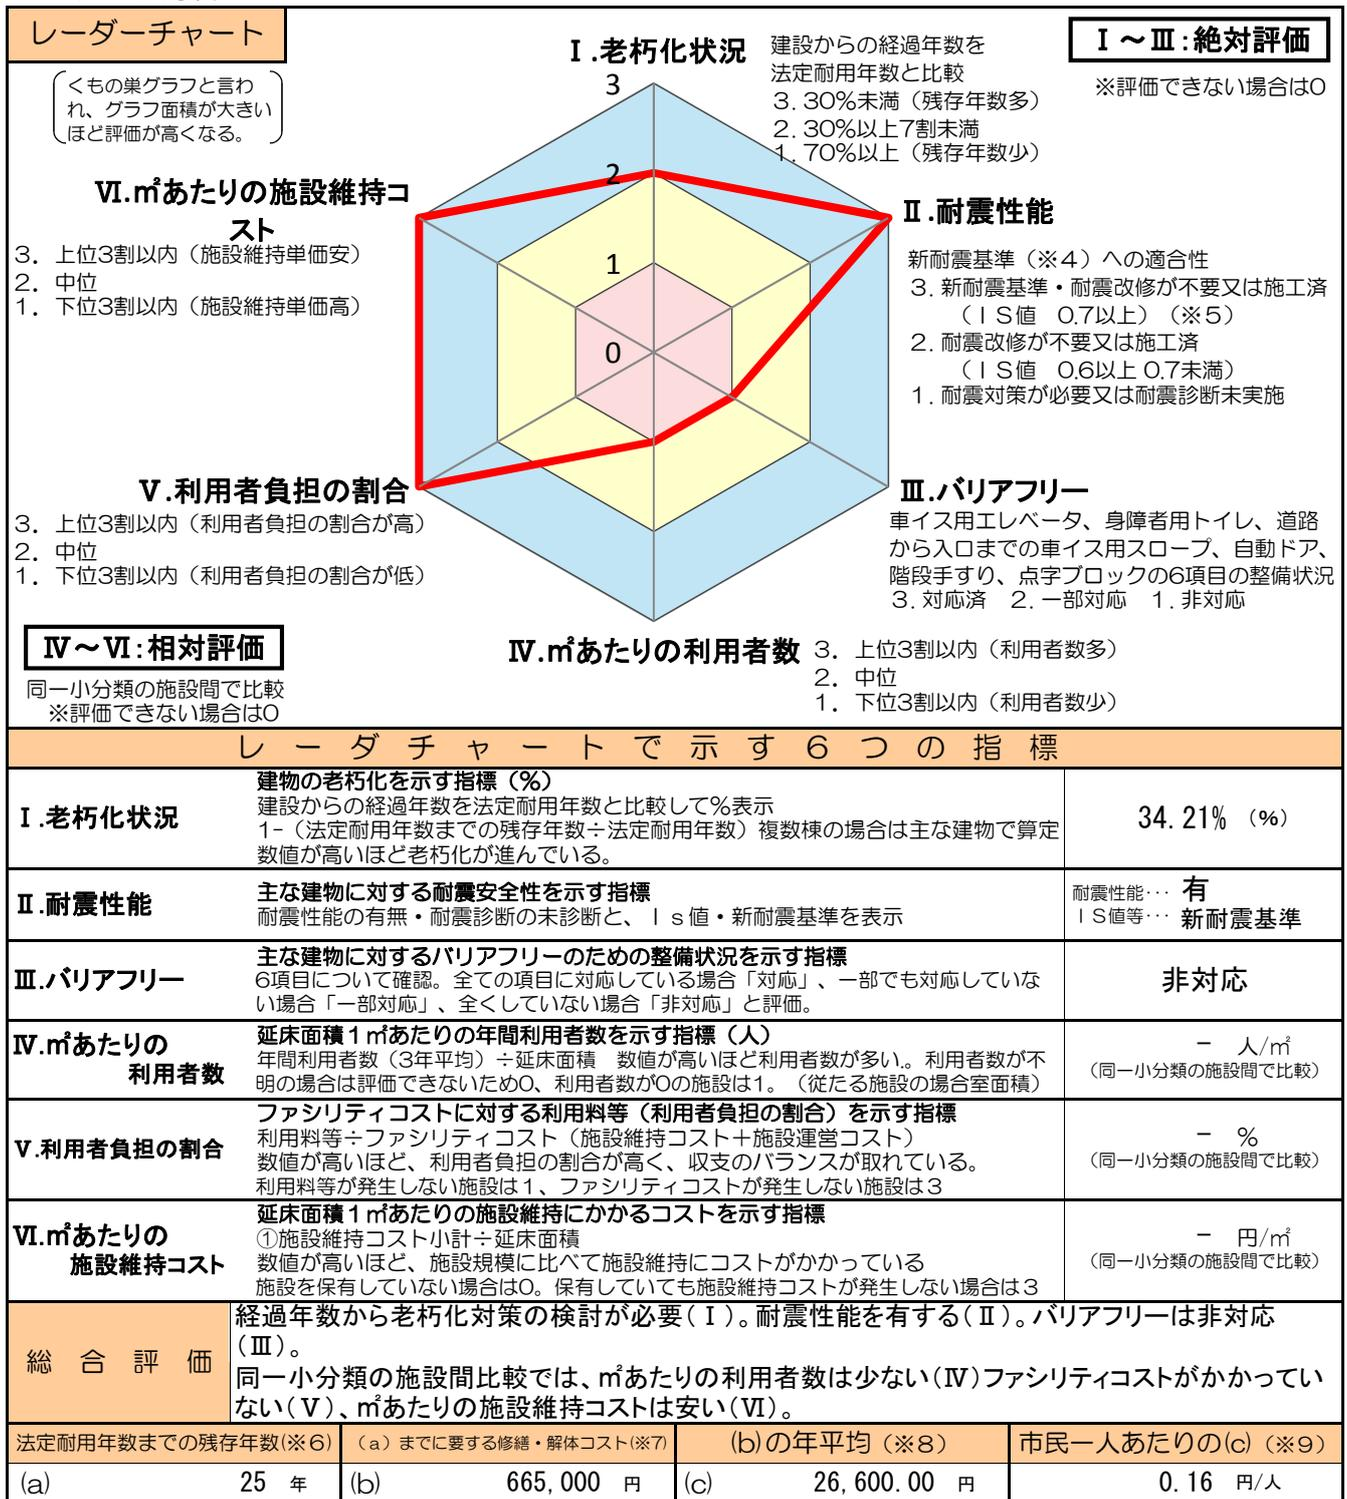 レーダーチャート
くもの巣グラフと言わ
れ、グラフ面積が大きい
ほど評価が高くなる。
Ⅰ～Ⅲ：絶対評価
※評価できない場合は0
Ⅰ.老朽化状況
建設からの経過年数を
法定耐用年数と比較
3．30％未満（残存年数多）
2．30％以上7割未満
1．70％以上（残存年数少）
3
2
1
0
Ⅱ.耐震性能
新耐震基準（※4）への適合性
3．新耐震基準・耐震改修が不要又は施工済
（ＩＳ値　0.7以上）（※5）
2．耐震改修が不要又は施工済
（ＩＳ値　0.6以上 0.7未満）
1．耐震対策が必要又は耐震診断未実施
Ⅵ.㎡あたりの施設維持コ
スト
3．上位3割以内（施設維持単価安）
2．中位
1．下位3割以内（施設維持単価高）
Ⅴ.利用者負担の割合
3．上位3割以内（利用者負担の割合が高）
2．中位
1．下位3割以内（利用者負担の割合が低）
Ⅲ.バリアフリー
車イス用エレベータ、身障者用トイレ、道路
から入口までの車イス用スロープ、自動ドア、
階段手すり、点字ブロックの6項目の整備状況
3．対応済　2．一部対応　1．非対応
Ⅳ～Ⅵ：相対評価
同一小分類の施設間で比較
※評価できない場合は0
Ⅳ.㎡あたりの利用者数
3．上位3割以内（利用者数多）
2．中位
1．下位3割以内（利用者数少）
レーダチャートで示す６つの指標
Ⅰ.老朽化状況
建物の老朽化を示す指標（％）
建設からの経過年数を法定耐用年数と比較して％表示
1-（法定耐用年数までの残存年数÷法定耐用年数）複数棟の場合は主な建物で算定
数値が高いほど老朽化が進んでいる。
34.21% （％）
Ⅱ.耐震性能
主な建物に対する耐震安全性を示す指標
耐震性能の有無・耐震診断の未診断と、Ｉｓ値・新耐震基準を表示
耐震性能･･･ 有
ＩＳ値等･･･ 新耐震基準
Ⅲ.バリアフリー
主な建物に対するバリアフリーのための整備状況を示す指標
6項目について確認。全ての項目に対応している場合「対応」、一部でも対応していな
い場合「一部対応」、全くしていない場合「非対応」と評価。
非対応
Ⅳ.㎡あたりの
利用者数
延床面積１㎡あたりの年間利用者数を示す指標（人）
年間利用者数（3年平均）÷延床面積　数値が高いほど利用者数が多い。利用者数が不
明の場合は評価できないため0、利用者数が0の施設は1。（従たる施設の場合室面積）
－ 人/㎡
（同一小分類の施設間で比較）
Ⅴ.利用者負担の割合
ファシリティコストに対する利用料等（利用者負担の割合）を示す指標
利用料等÷ファシリティコスト（施設維持コスト＋施設運営コスト）
数値が高いほど、利用者負担の割合が高く、収支のバランスが取れている。
利用料等が発生しない施設は１、ファシリティコストが発生しない施設は３
－ ％
（同一小分類の施設間で比較）
Ⅵ.㎡あたりの
施設維持コスト
延床面積１㎡あたりの施設維持にかかるコストを示す指標
①施設維持コスト小計÷延床面積
数値が高いほど、施設規模に比べて施設維持にコストがかかっている
施設を保有していない場合は0。保有していても施設維持コストが発生しない場合は３
－ 円/㎡
（同一小分類の施設間で比較）
総合評価
経過年数から老朽化対策の検討が必要（Ⅰ）。耐震性能を有する（Ⅱ）。バリアフリーは非対応
（Ⅲ）。
同一小分類の施設間比較では、㎡あたりの利用者数は少ない（Ⅳ）ファシリティコストがかかってい
ない（Ⅴ）、㎡あたりの施設維持コストは安い（Ⅵ）。
法定耐用年数までの残存年数(※６)
（a）までに要する修繕・解体コスト(※7)
(b)の年平均（※８）
市民一人あたりの(c)（※９）
(a) 25 年
(b) 665,000 円
(c) 26,600.00 円
0.16 円/人